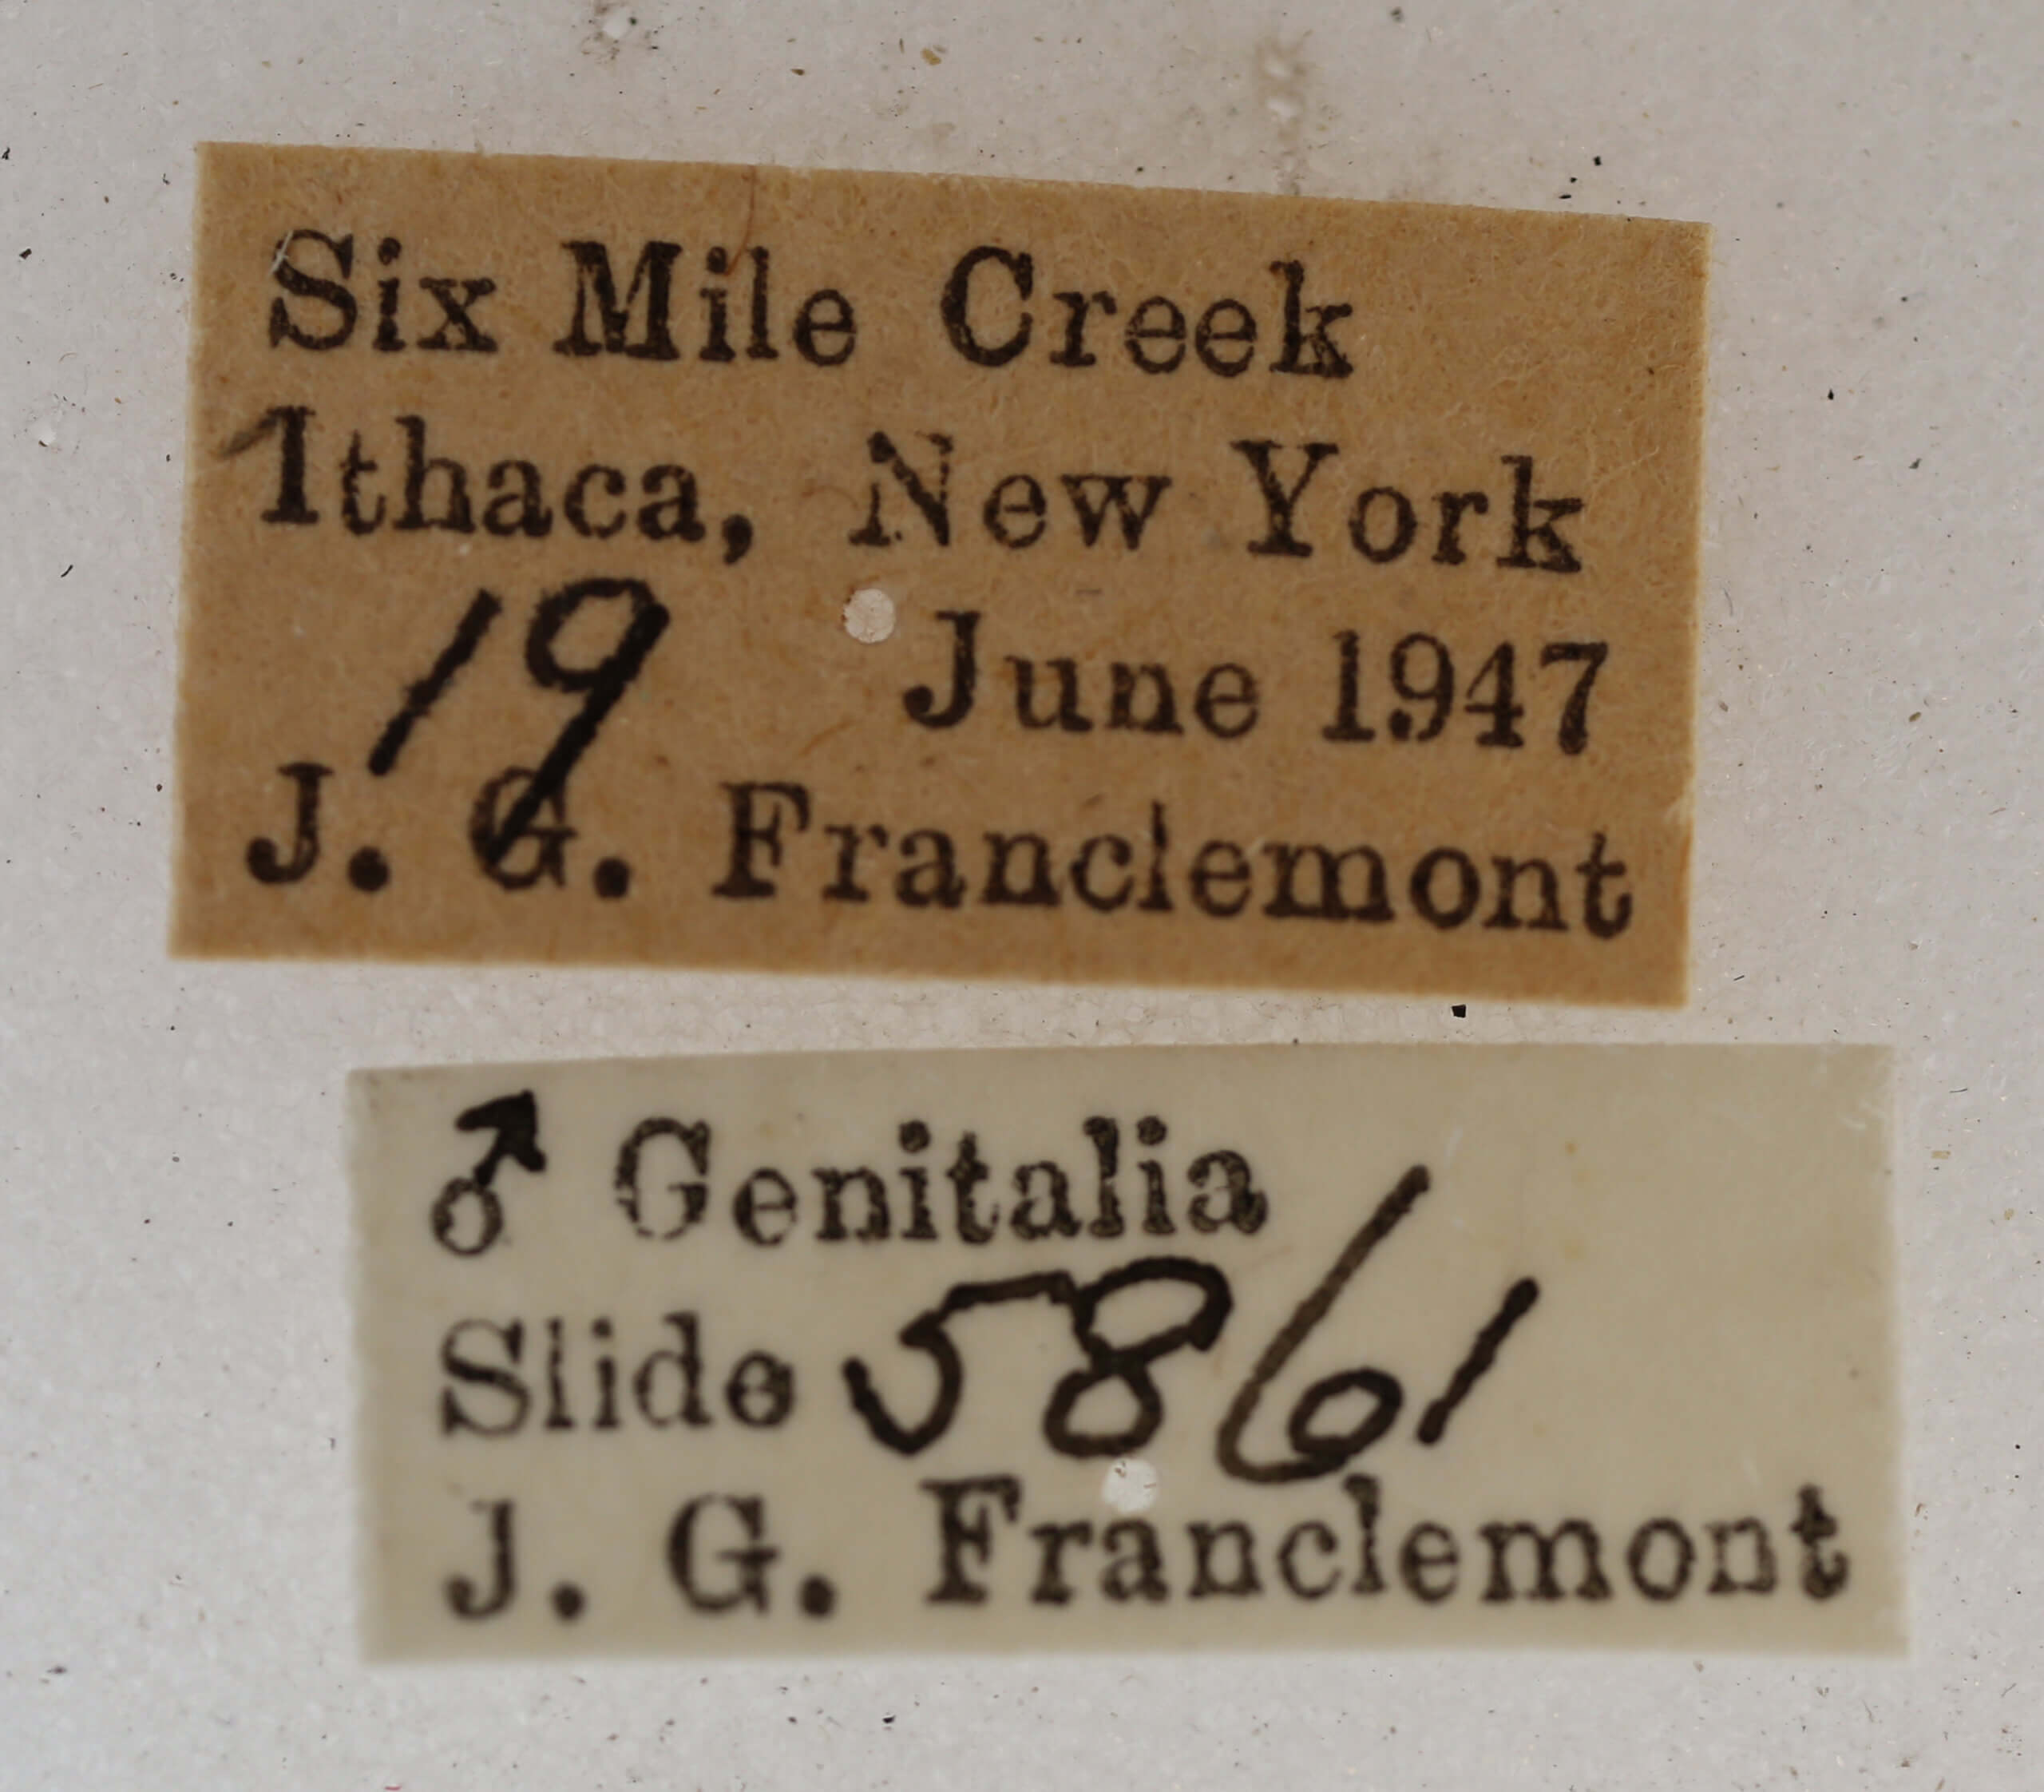 Six Mile Creek
Ithaca, New York
19 June 1947
J. G. Franclemont
♂ Genitalia
Slide 5861
J. G. Franclemont